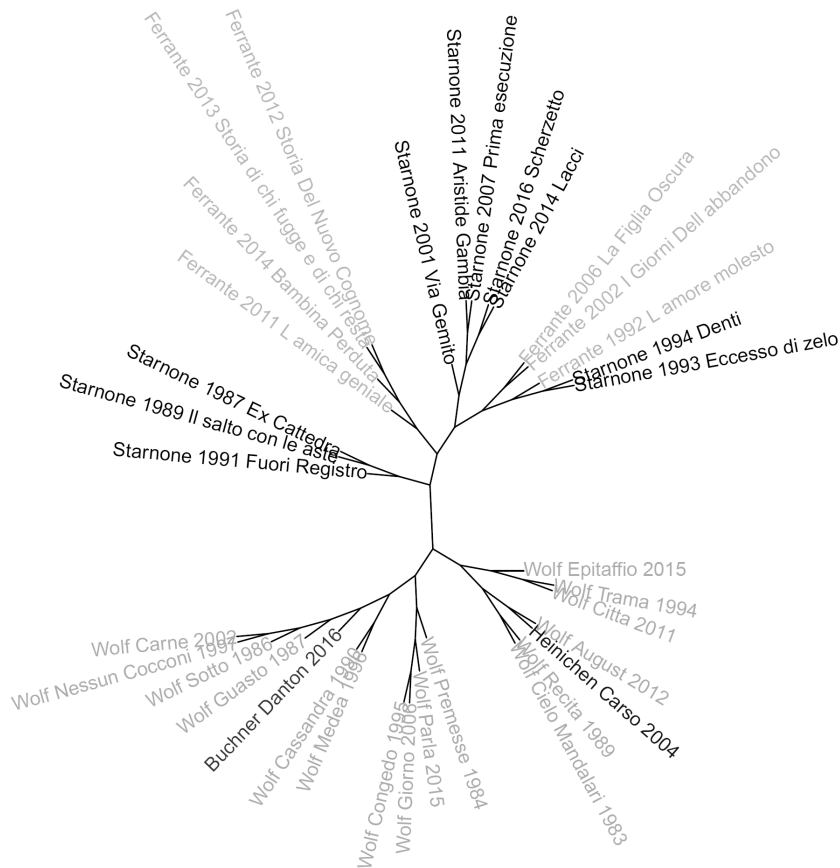 Ferrante 2013 Storia di chi fugge e di chi resta
Ferrante 2012 Storia Del Nuovo Cognome
Ferrante 2014 Bambina Perduta
Ferrante 2011 L amica geniale
Starnone 2001 Via Gemito
Starnone 2011 Aristide Gambia
Starnone 2007 Prima esecuzione
Starnone 2016 Scherzetto
Starnone 2014 Lacci
Ferrante 2006 La Figlia Oscura
Ferrante 2002 I Giorni Dell abbandono
Ferrante 1992 L amore molesto
Starnone 1994 Denti
Starnone 1993 Eccesso di zelo
Starnone 1987 Ex Cattedra
Starnone 1989 Il salto con le aste
Starnone 1991 Fuori Registro
Wolf Epitaffio 2015
Wolf Trama 1994
Wolf Citta 2011
Wolf August 2012
Heinichen Carso 2004
Wolf Recita 1989
Wolf Cielo Mandalari 1983
Wolf Premesse 1984
Wolf Parla 2015
Wolf Giorno 2006
Wolf Congedo 1995
Wolf Medea 1996
Wolf Cassandra 1990
Buchner Danton 2016
Wolf Guasto 1987
Wolf Sotto 1986
Wolf Nessun Cocconi 1997
Wolf Carne 2002